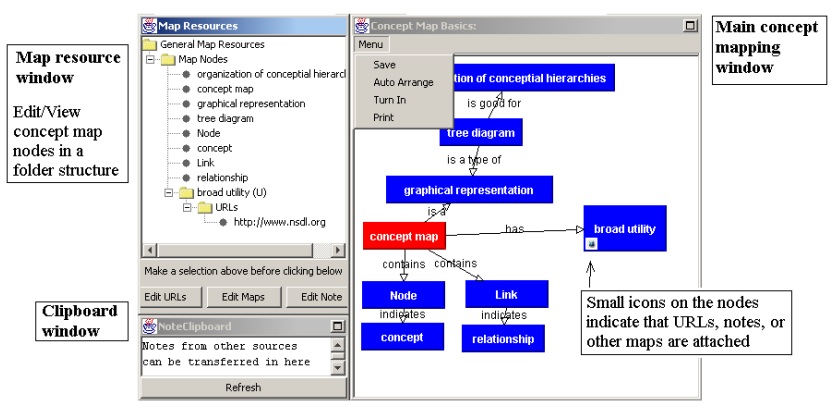 Map resource
window
Edit/View
concept map
nodes in a
folder structure
Clipboard
window
Map Resources
General Map Resources
Map Nodes
organization of conceptial hierarcl
concept map
graphical representation
tree diagram
Node
concept
Link
relationship
broad utility (U)
URLs
http://www.nsdl.org
Make a selection above before clicking below
Edit URLs Edit Maps Edit Note
NoteClipboard
Notes from other sources
can be transferred in here
Refresh
Concept Map Basics:
Menu
Save
Auto Arrange
Turn In
Print
tion of conceptial hierarchies
is good for
tree diagram
is a type of
graphical representation
is a
concept map
has
broad utility
contains contains
Node Link
indicates indicates
concept relationship
Main concept
mapping
window
Small icons on the nodes
indicate that URLs, notes, or
other maps are attached